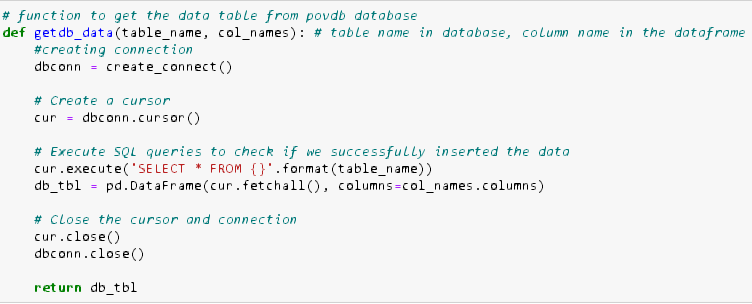 # function to get the data table from povdb database
def getdb_data(table_name, col_names): # table name in database, column name in the dataframe
    #creating connection
    dbconn = create_connect()

    # Create a cursor
    cur = dbconn.cursor()

    # Execute SQL queries to check if we successfully inserted the data
    cur.execute('SELECT * FROM {}'.format(table_name))
    db_tbl = pd.DataFrame(cur.fetchall(), columns=col_names.columns)

    # Close the cursor and connection
    cur.close()
    dbconn.close()

    return db_tbl